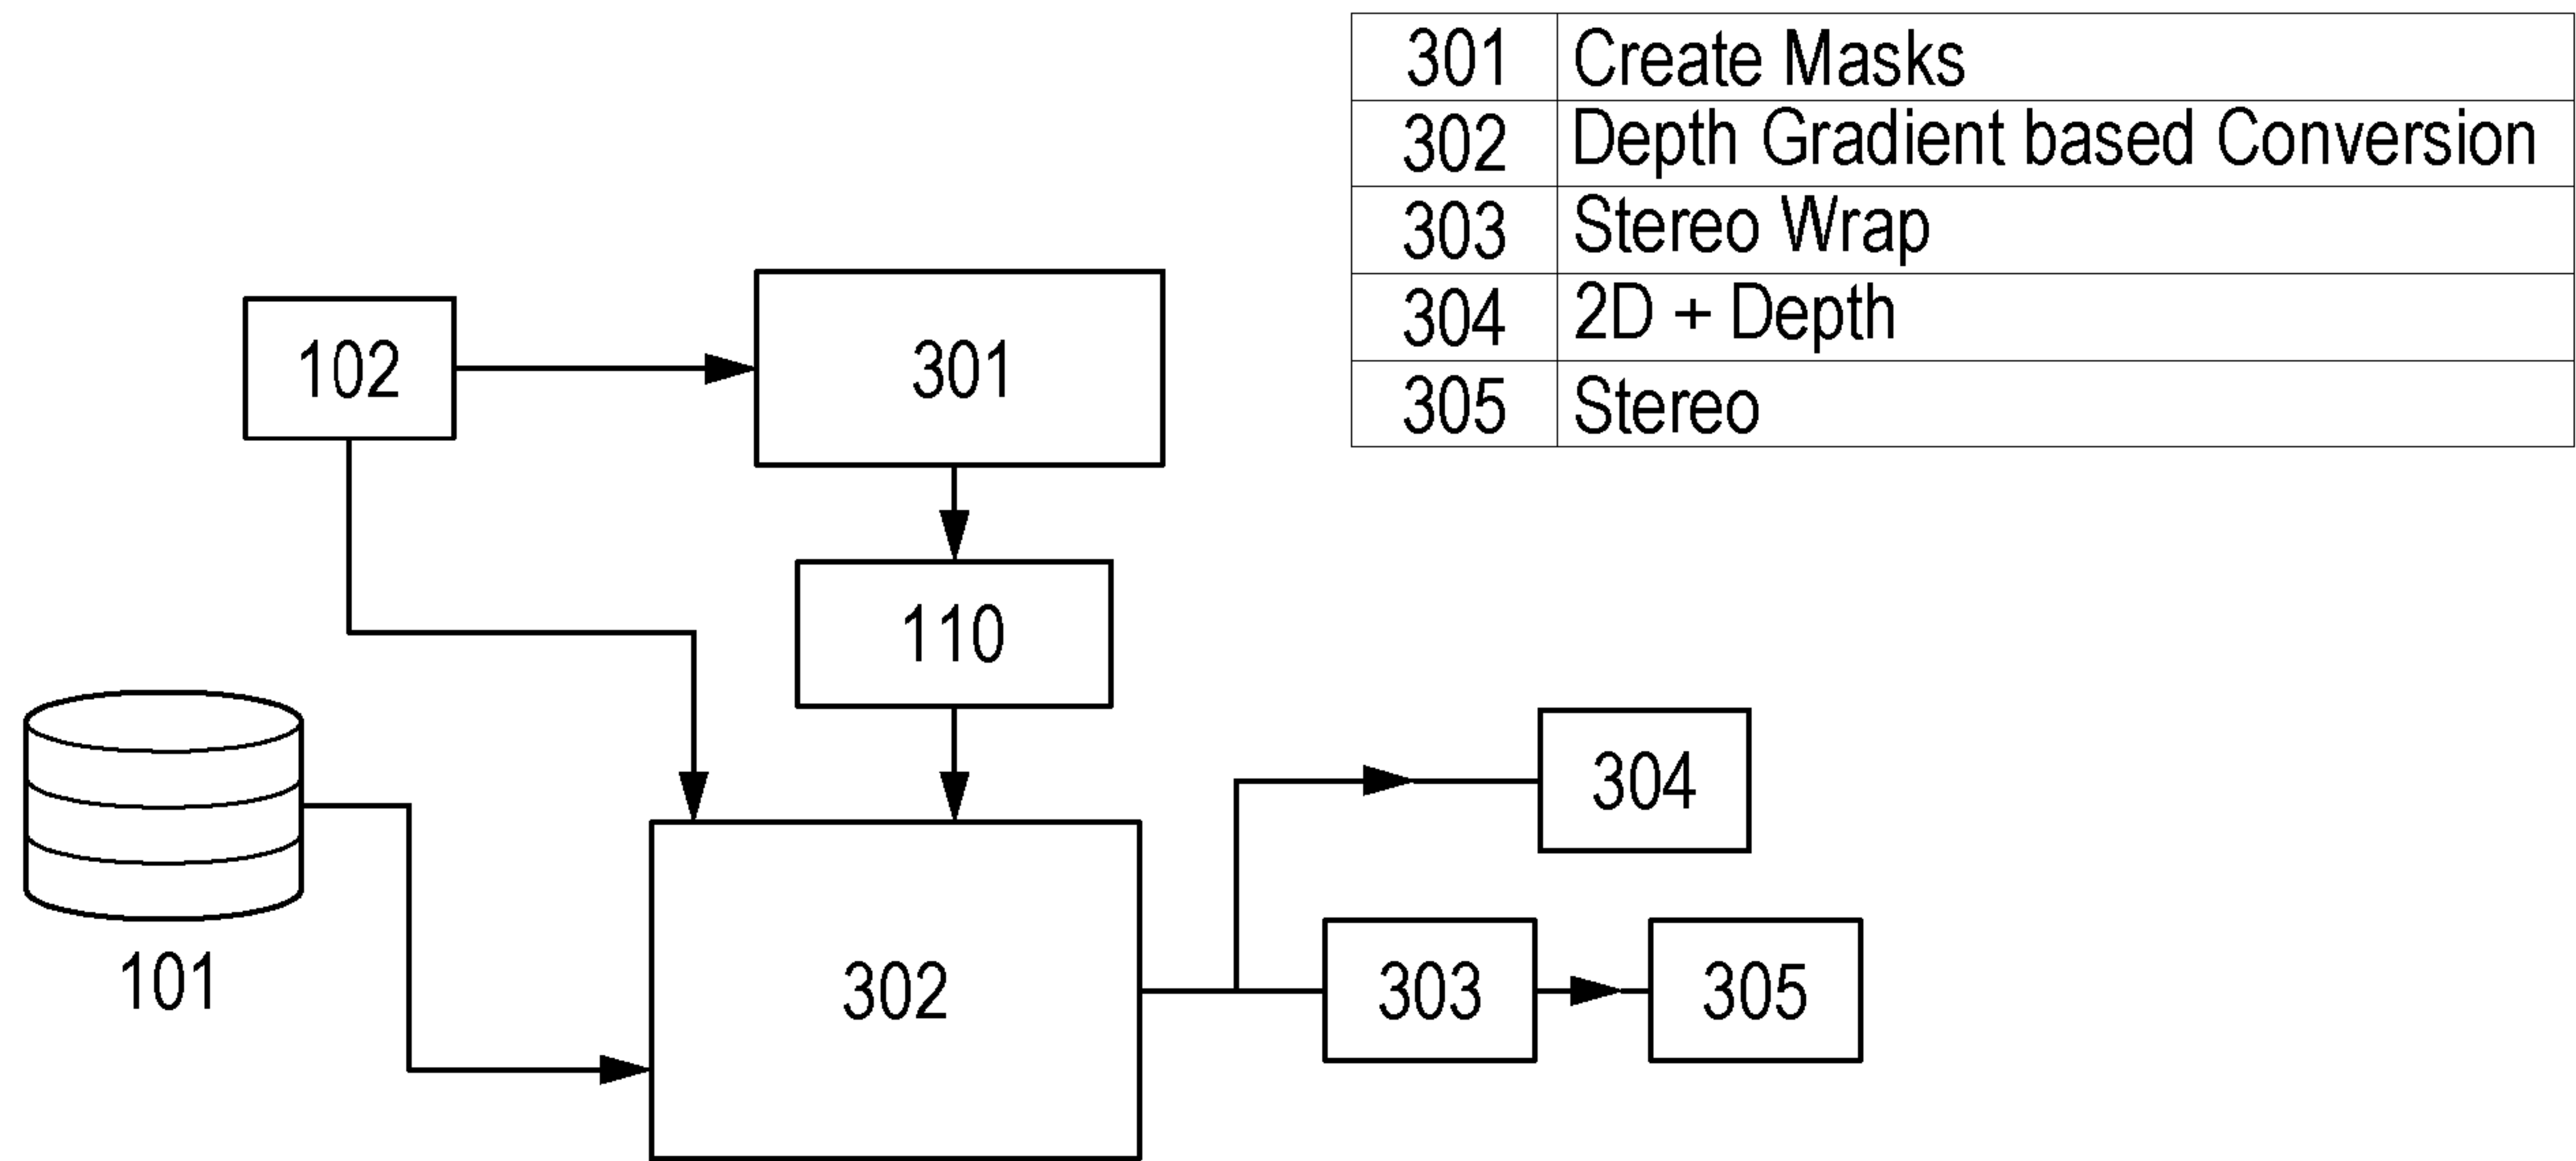 301 Create Masks
302 Depth Gradient based Conversion
303 Stereo Wrap
304 2D + Depth
305 Stereo
102
301
110
304
101
302
303
305